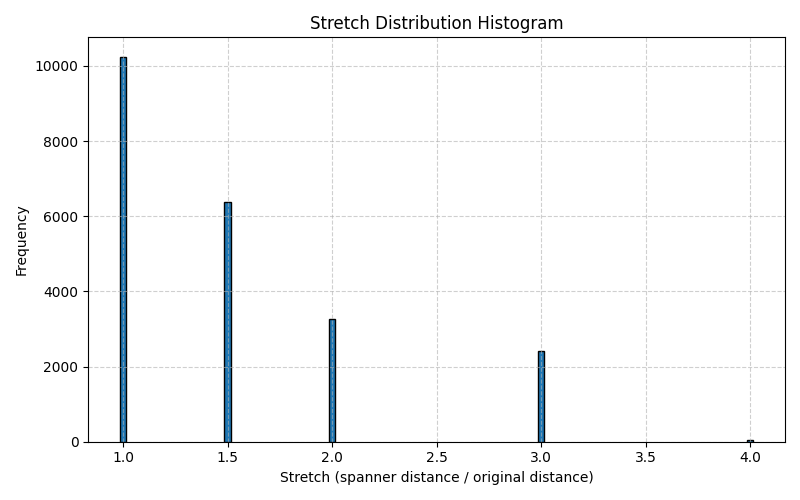 Stretch Distribution Histogram
10000
8000
6000
4000
2000
0
Frequency
1.0 1.5 2.0 2.5 3.0 3.5 4.0
Stretch (spanner distance / original distance)